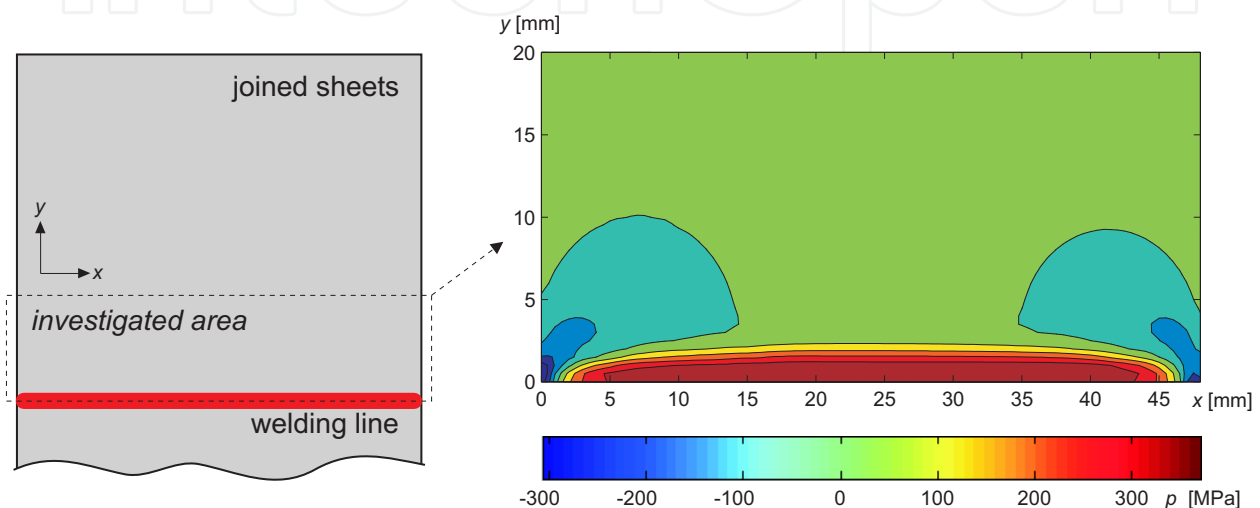 joined sheets
y
x
investigated area
welding line
y [mm]
20
15
10
5
0
0 5 10 15 20 25 30 35 40 45 x [mm]
-300 -200 -100 0 100 200 300 p [MPa]